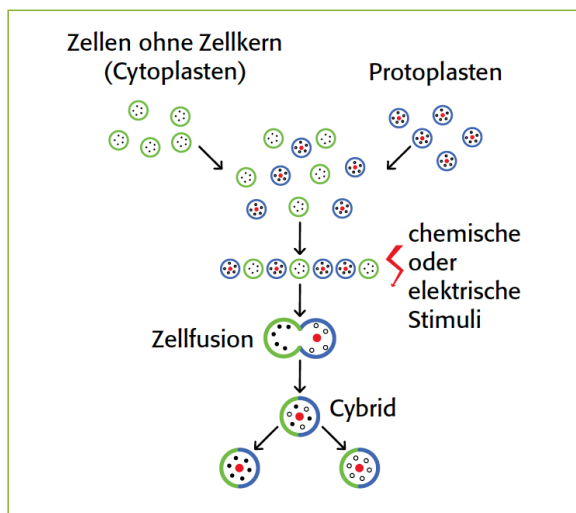 Zellen ohne Zellkern
(Cytoplasten)
Protoplasten
chemische
oder
elektrische
Stimuli
Zellfusion
Cybrid